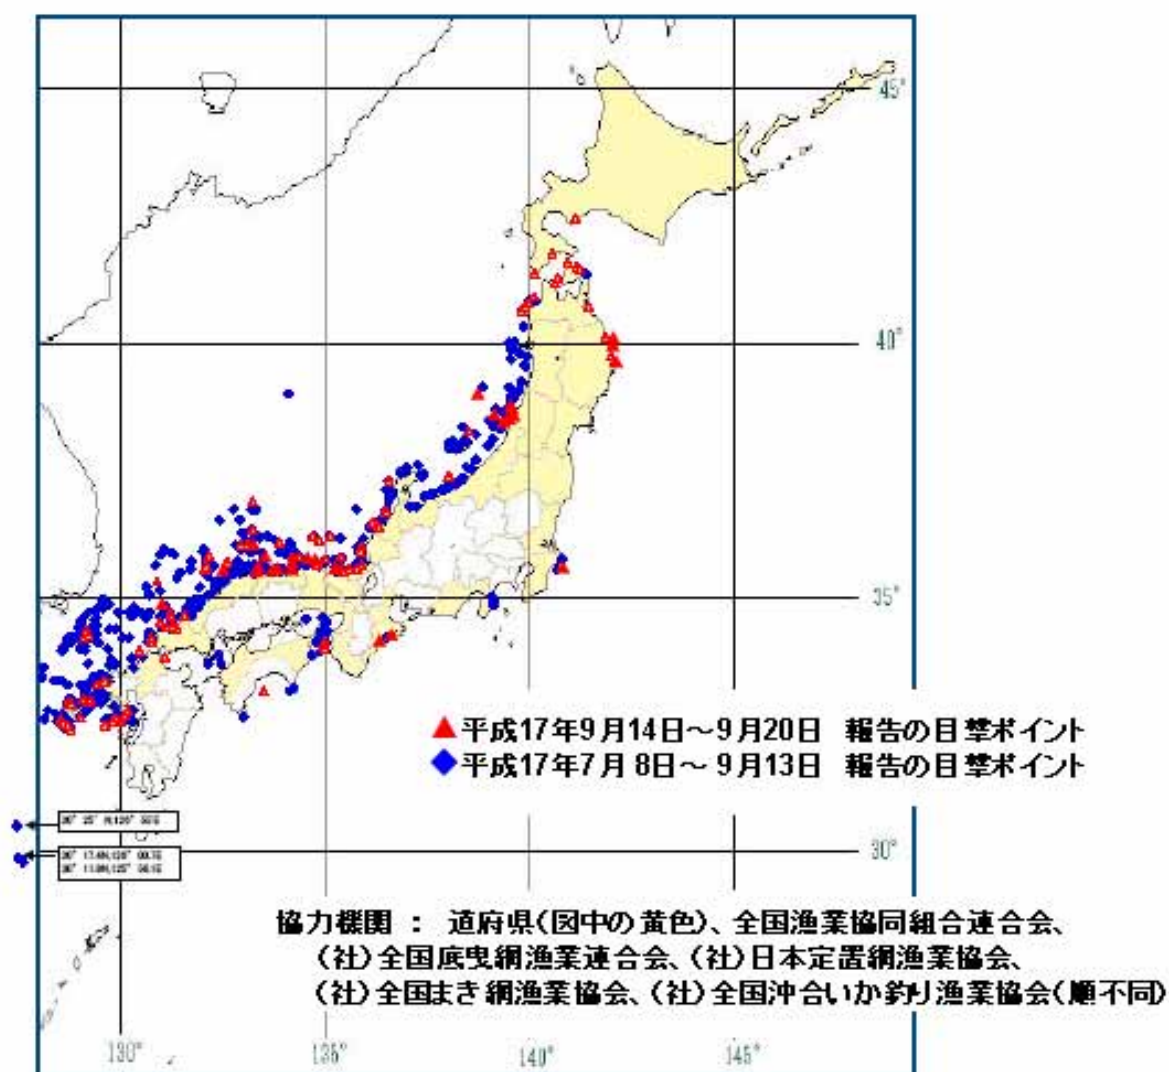 45°
40°
35°
▲平成17年9月14日～9月20日 報告の目撃ポイント
◆平成17年7月 8日～ 9月13日 報告の目撃ポイント
30°
協力機関 : 道府県(図中の黄色)、全国漁業協同組合連合会、
(社)全国底曳網漁業連合会、(社)日本定置網漁業協会、
(社)全国まき網漁業協会、(社)全国沖合いか釣り漁業協会(順不同)
130° 135° 140° 145°